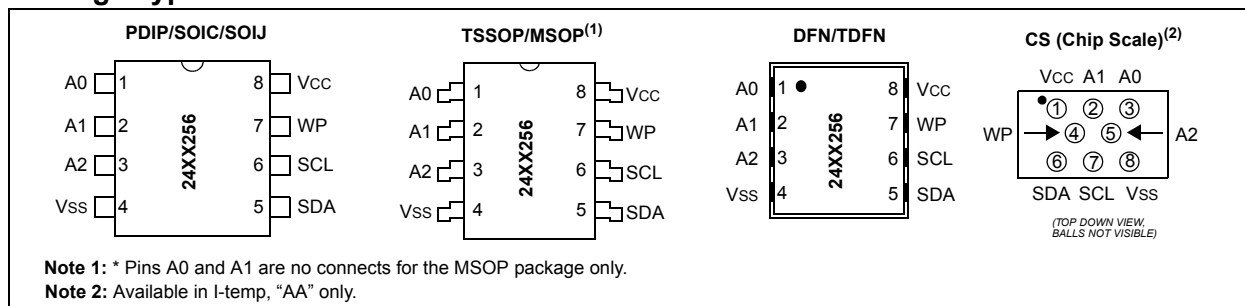 PDIP/SOIC/SOIJ
A0 1 8 VCC
A1 2 7 WP
A2 3 6 SCL
VSS 4 5 SDA
24XX256
TSSOP/MSOP(1)
A0 1 8 VCC
A1 2 7 WP
A2 3 6 SCL
VSS 4 5 SDA
24XX256
DFN/TDFN
A0 1 8 VCC
A1 2 7 WP
A2 3 6 SCL
VSS 4 5 SDA
24XX256
CS (Chip Scale)(2)
VCC A1 A0
1 2 3
WP 4 5 A2
6 7 8
SDA SCL VSS
(TOP DOWN VIEW,
BALLS NOT VISIBLE)
Note 1: * Pins A0 and A1 are no connects for the MSOP package only.
Note 2: Available in I-temp, “AA” only.